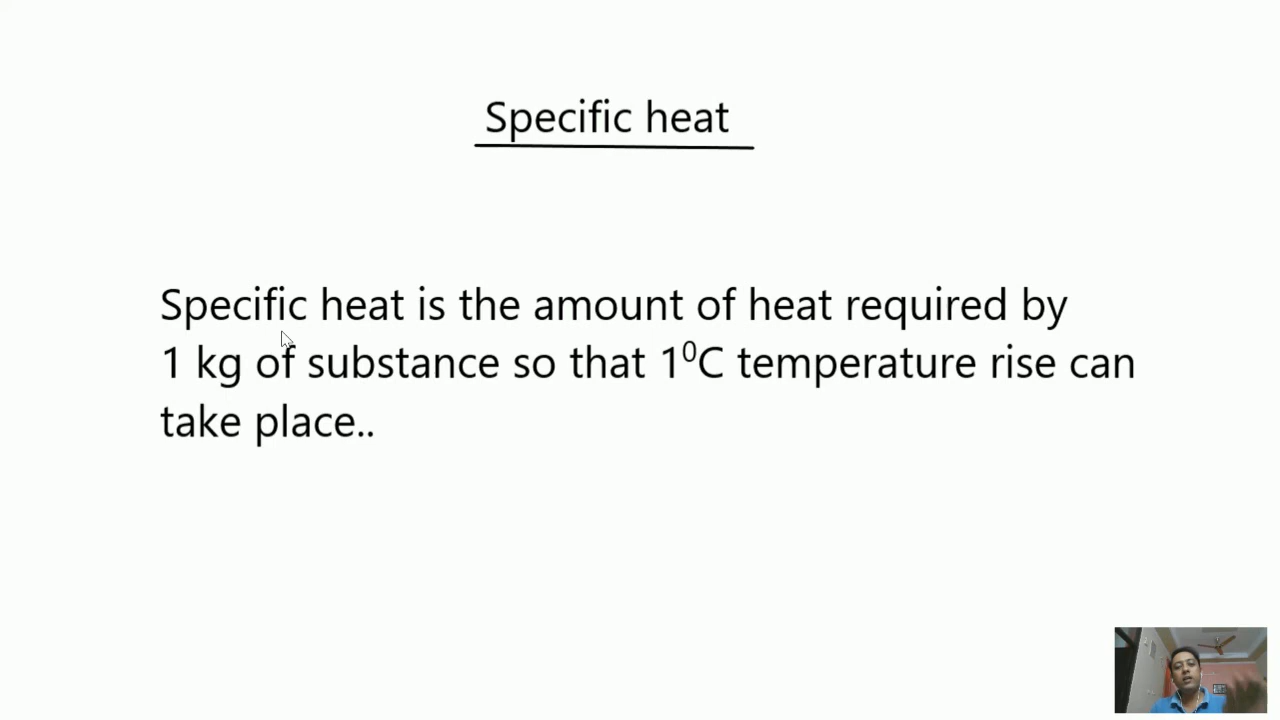 Specific heat
Specific heat is the amount of heat required by
1 kg of substance so that 1⁰C temperature rise can
take place..